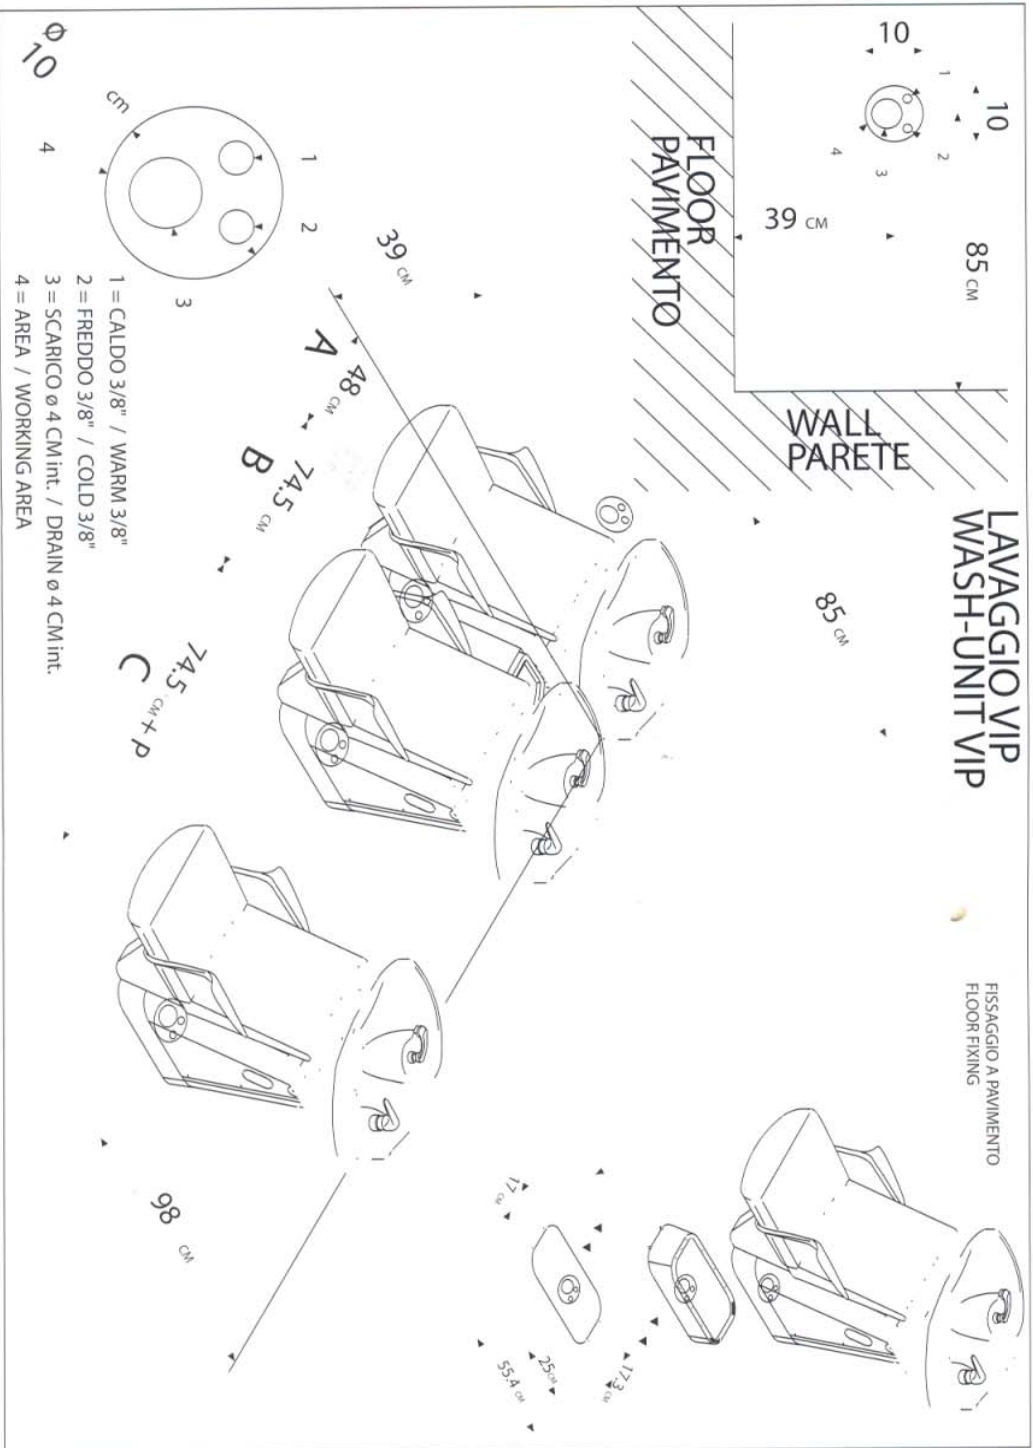 LAVAGGIO VIP
WASH-UNIT VIP
FISSAGGIO A PAVIMENTO
FLOOR FIXING
10
10
1
2
3
4
39 CM
85 CM
FLOOR
PAVIMENTO
WALL
PARETE
85 CM
39 CM
A
48 CM
B
74.5 CM
C
74.5 CM + P
98 CM
17 CM
17.3 CM
25 CM
55.4 CM
Ø
10
cm
1
2
3
4
1 = CALDO 3/8" / WARM 3/8"
2 = FREDDO 3/8" / COLD 3/8"
3 = SCARICO ø 4 CM int. / DRAIN ø 4 CM int.
4 = AREA / WORKING AREA